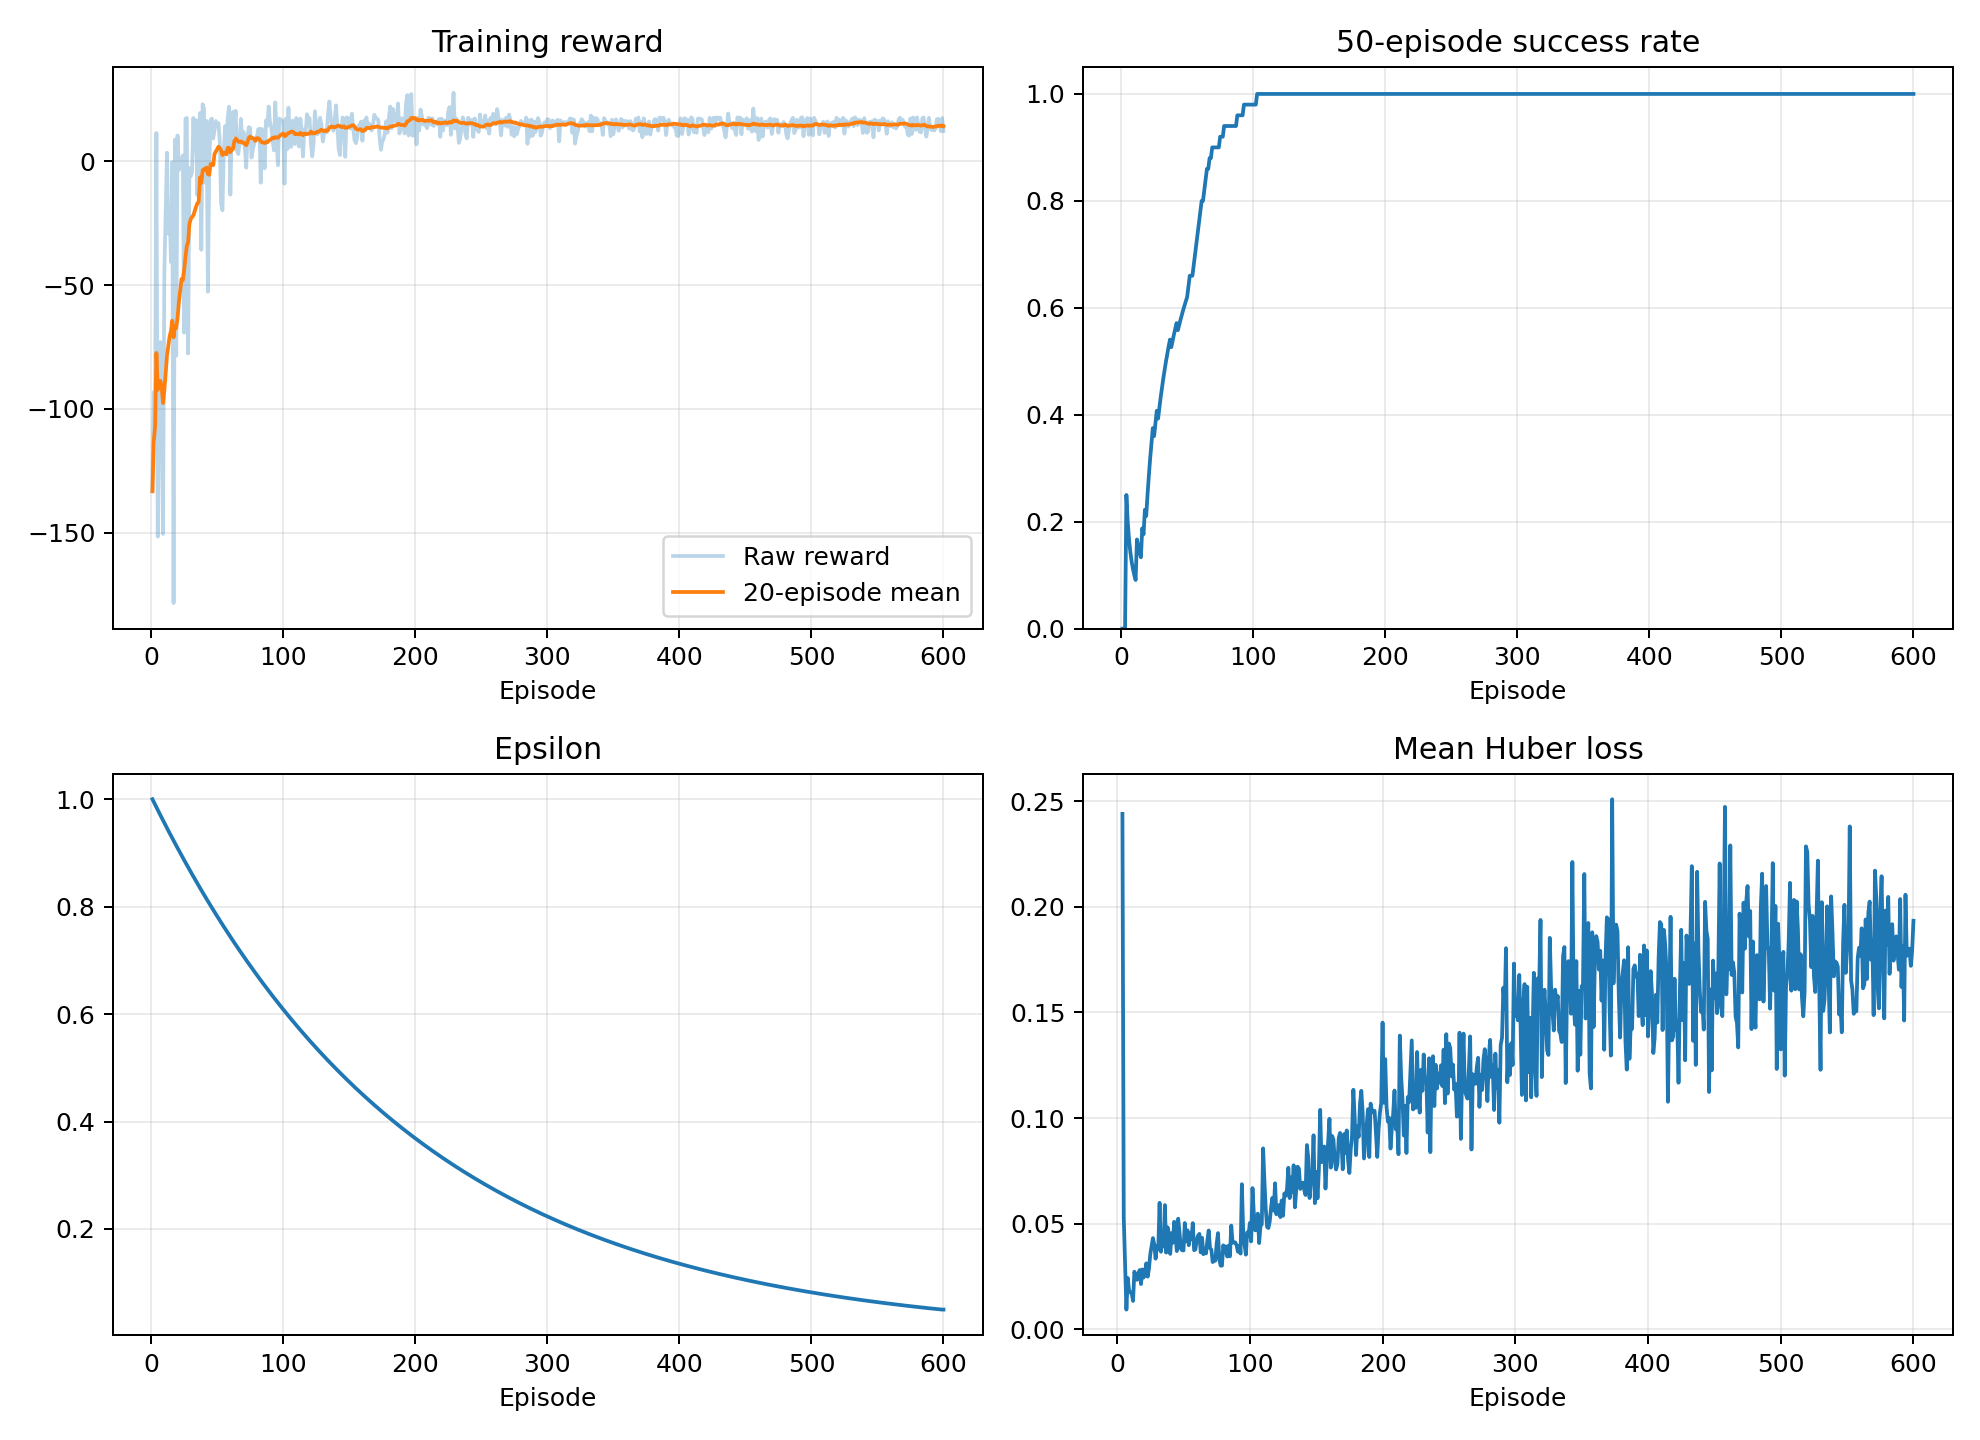 Training reward
0
−50
−100
−150
Raw reward
20-episode mean
0 100 200 300 400 500 600
Episode
50-episode success rate
1.0
0.8
0.6
0.4
0.2
0.0
0 100 200 300 400 500 600
Episode
Epsilon
1.0
0.8
0.6
0.4
0.2
0 100 200 300 400 500 600
Episode
Mean Huber loss
0.25
0.20
0.15
0.10
0.05
0.00
0 100 200 300 400 500 600
Episode